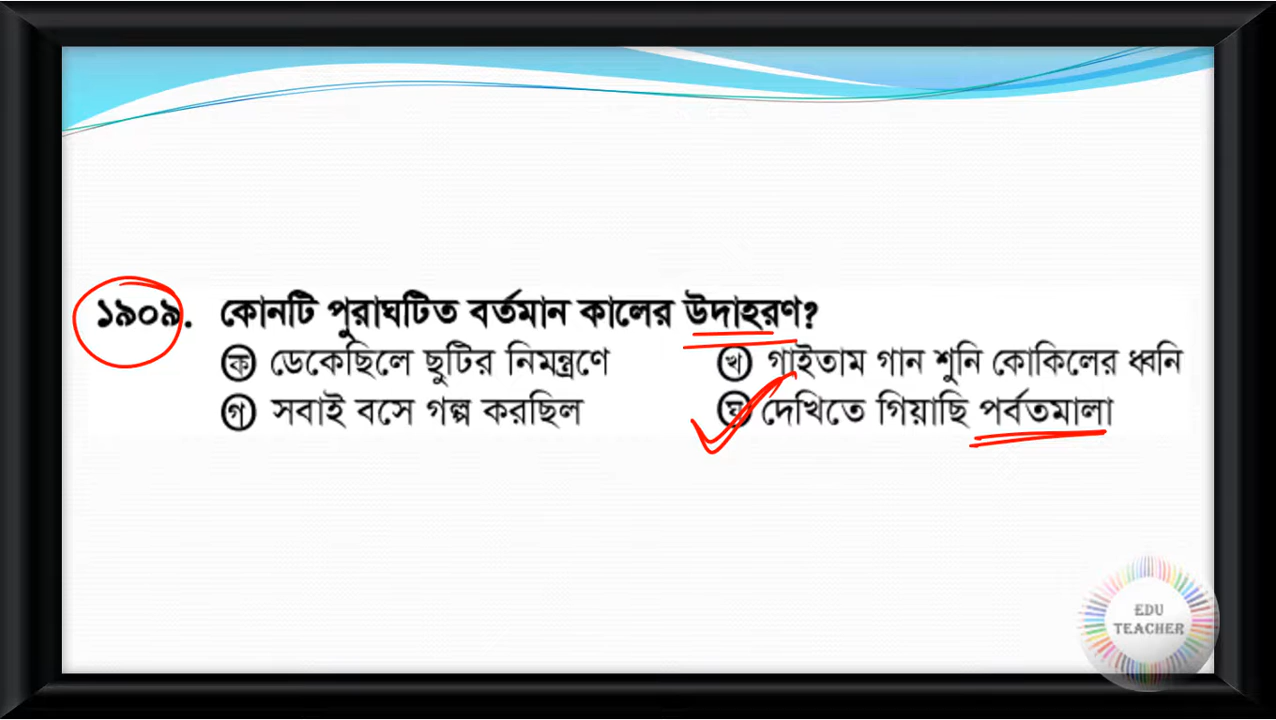 ১৯০৯. কোনটি পুরাঘটিত বর্তমান কালের উদাহরণ?
ক ডেকেছিলে ছুটির নিমন্ত্রণে খ গাইতাম গান শুনি কোকিলের ধ্বনি
গ সবাই বসে গল্প করছিল ঘ দেখিতে গিয়াছি পর্বতমালা
EDU
TEACHER